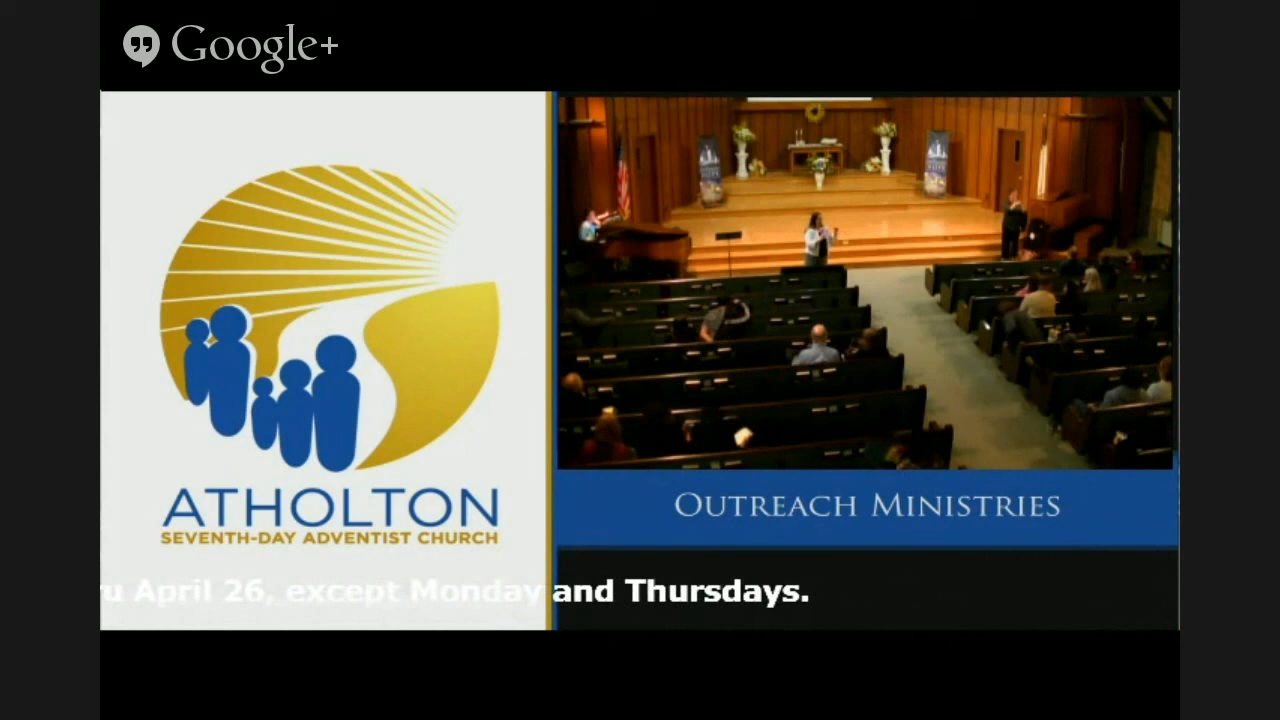 Google+
ATHOLTON
SEVENTH-DAY ADVENTIST CHURCH
OUTREACH MINISTRIES
April 26, except Monday and Thursdays.